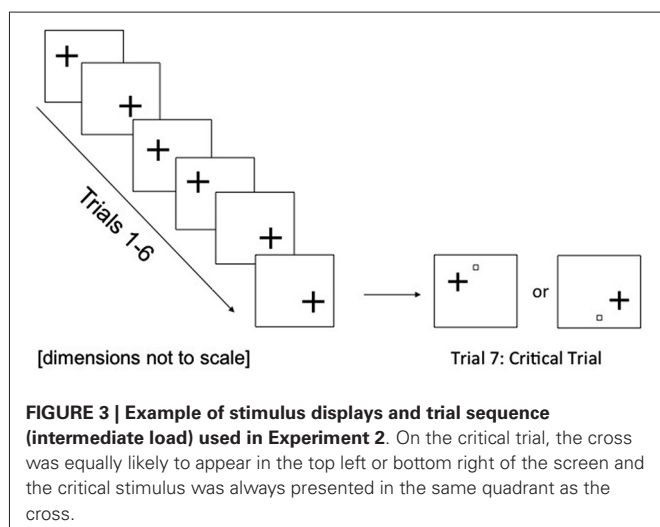 Trials 1-6
or
[dimensions not to scale]
Trial 7: Critical Trial
FIGURE 3 | Example of stimulus displays and trial sequence
(intermediate load) used in Experiment 2. On the critical trial, the cross
was equally likely to appear in the top left or bottom right of the screen and
the critical stimulus was always presented in the same quadrant as the
cross.